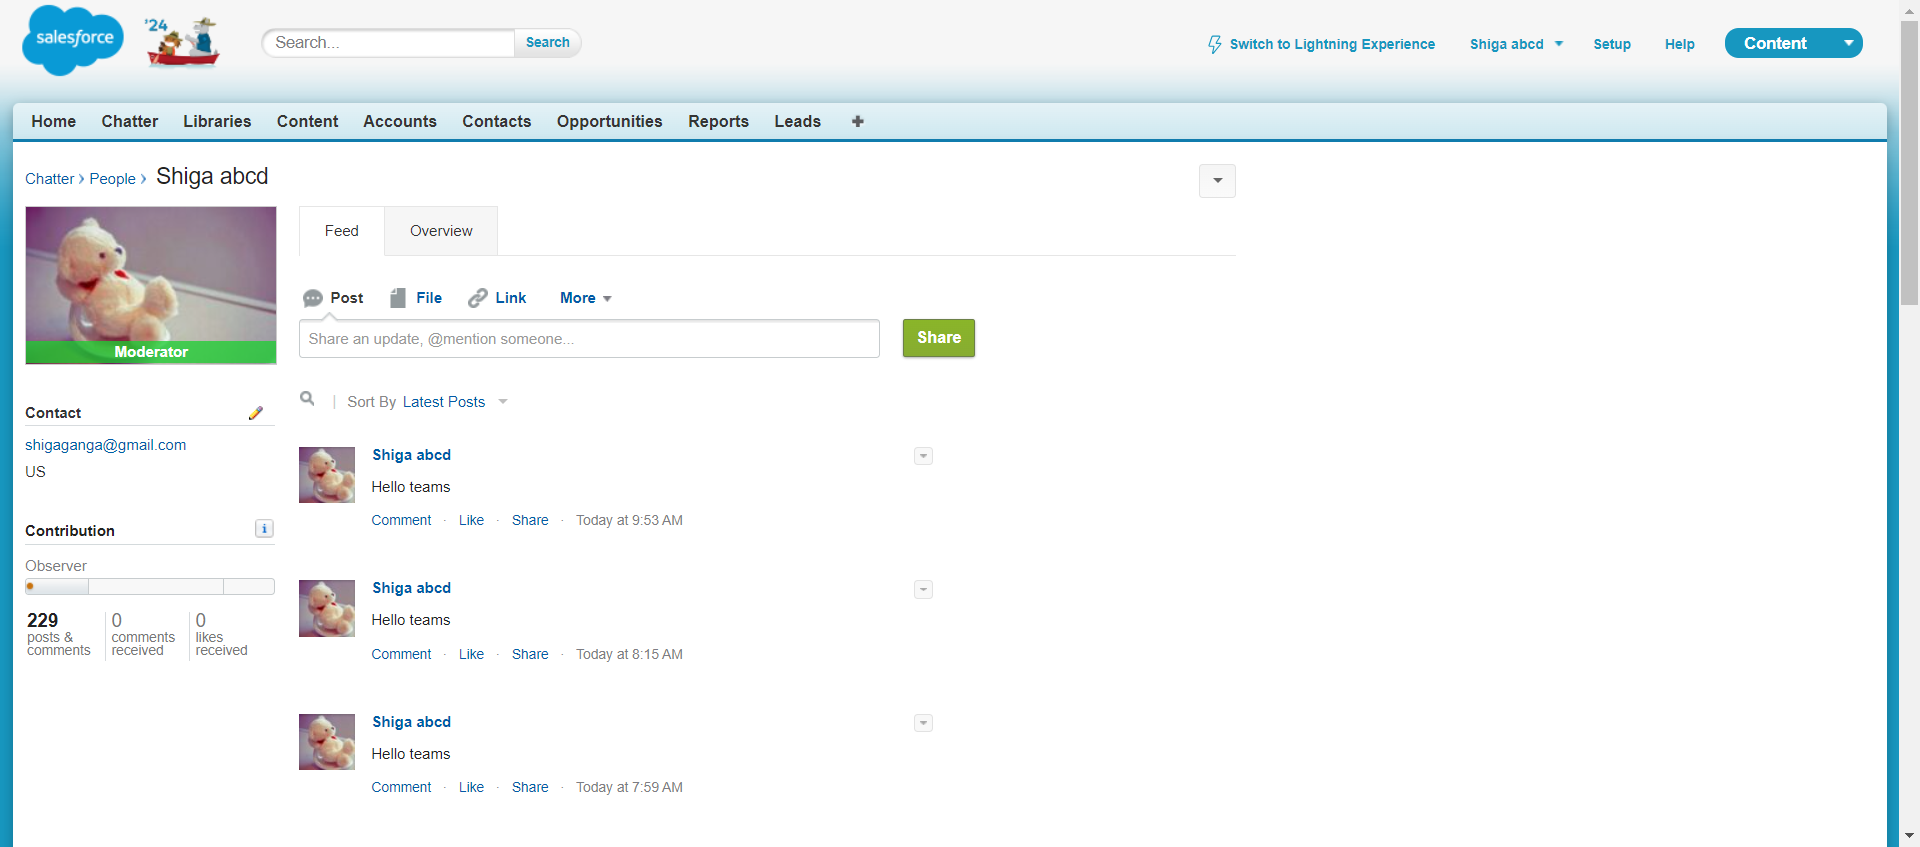 salesforce
'24
Search...
Search
Switch to Lightning Experience
Shiga abcd
Setup
Help
Content
Home
Chatter
Libraries
Content
Accounts
Contacts
Opportunities
Reports
Leads
Chatter › People › Shiga abcd
Moderator
Contact
shigaganga@gmail.com
US
Contribution
Observer
229 posts & comments
0 comments received
0 likes received
Feed
Overview
Post
File
Link
More
Share an update, @mention someone...
Share
Sort By Latest Posts
Shiga abcd
Hello teams
Comment · Like · Share · Today at 9:53 AM
Shiga abcd
Hello teams
Comment · Like · Share · Today at 8:15 AM
Shiga abcd
Hello teams
Comment · Like · Share · Today at 7:59 AM